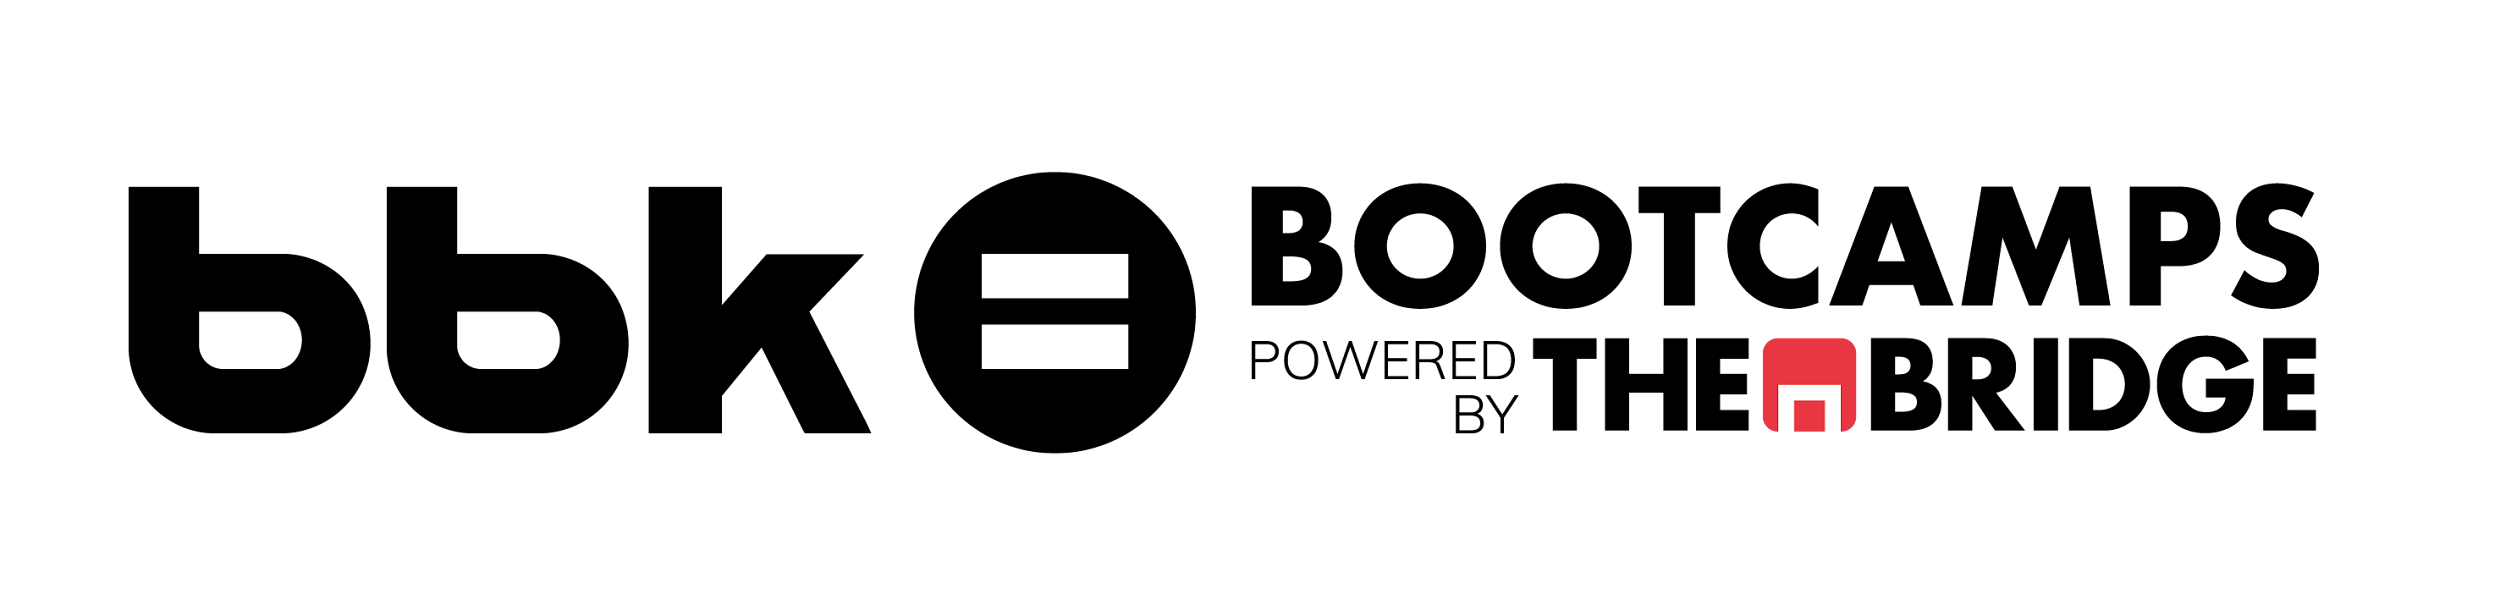 bbk BOOTCAMPS
POWERED BY THE BRIDGE